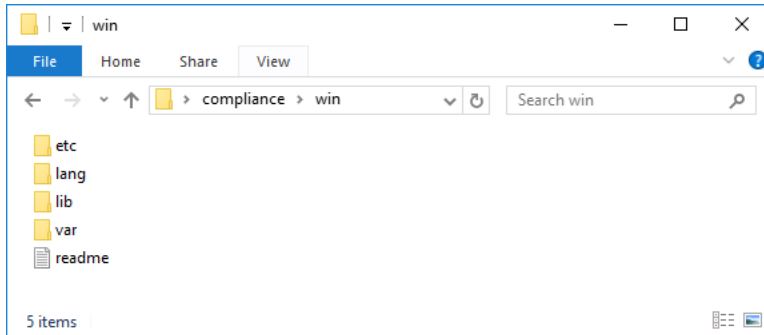 win
File Home Share View
compliance win Search win
etc
lang
lib
var
readme
5 items